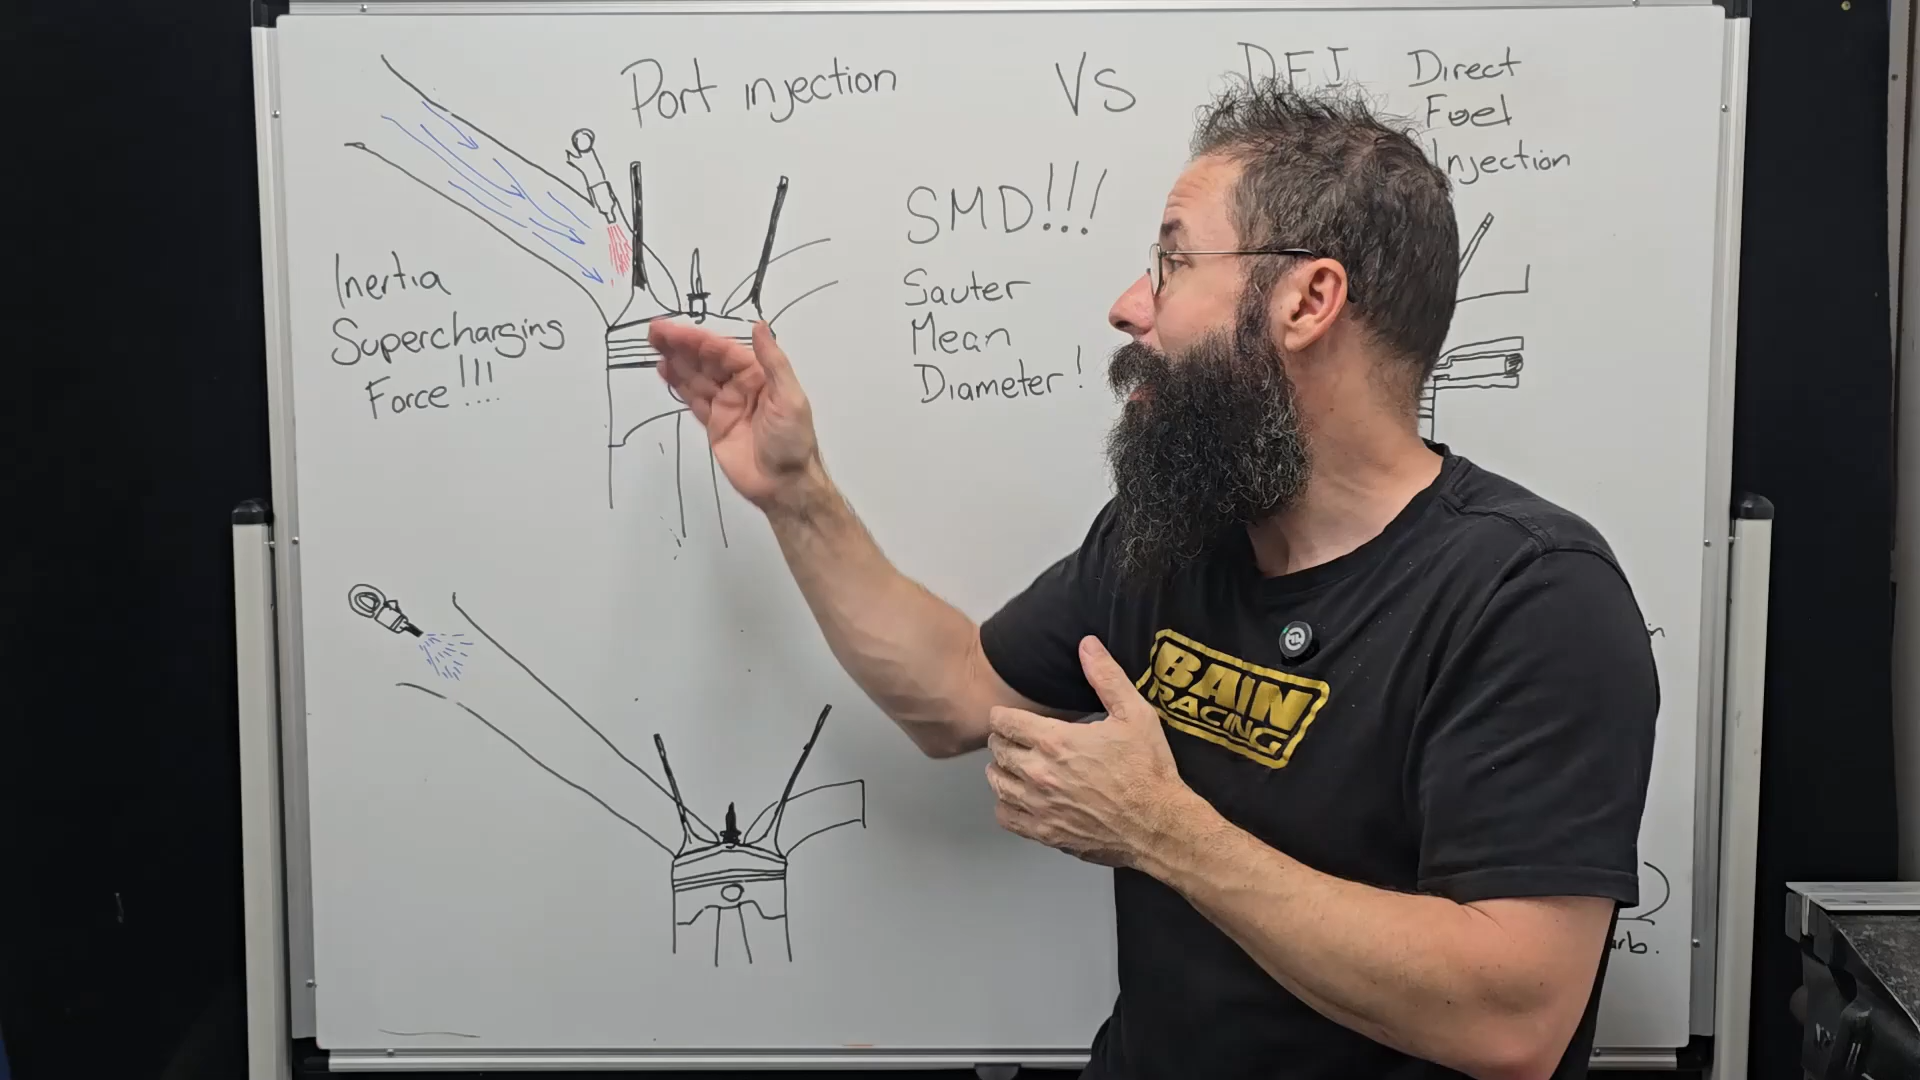 Port injection
Vs
DFI
Direct
Fuel
Injection
SMD!!!
Sauter
Mean
Diameter!
Inertia
Supercharging
Force!!!
BAIN
RACING